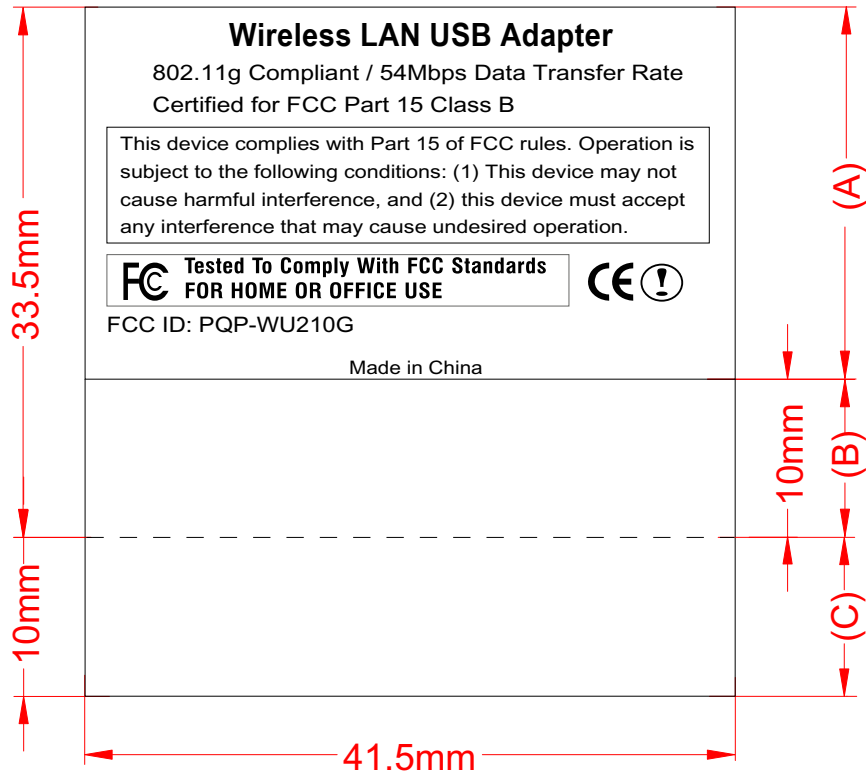 Wireless LAN USB Adapter
802.11g Compliant / 54Mbps Data Transfer Rate
Certified for FCC Part 15 Class B
This device complies with Part 15 of FCC rules. Operation is
subject to the following conditions: (1) This device may not
cause harmful interference, and (2) this device must accept
any interference that may cause undesired operation.
FC Tested To Comply With FCC Standards
FOR HOME OR OFFICE USE
CE
FCC ID: PQP-WU210G
Made in China
33.5mm
10mm
(A)
10mm
(B)
(C)
41.5mm